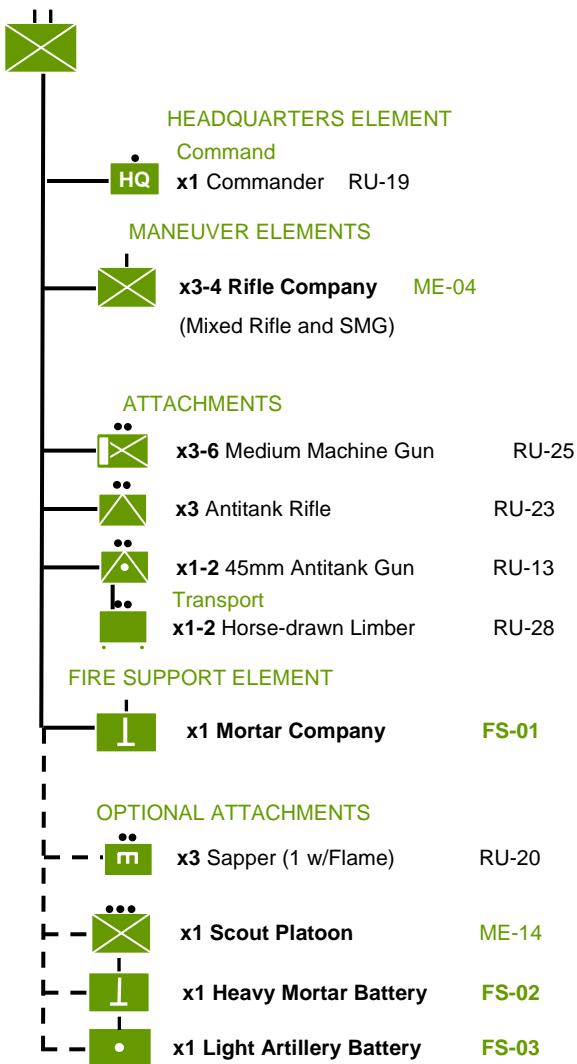 HEADQUARTERS ELEMENT
Command
HQ x1 Commander RU-19
MANEUVER ELEMENTS
x3-4 Rifle Company ME-04
(Mixed Rifle and SMG)
ATTACHMENTS
x3-6 Medium Machine Gun RU-25
x3 Antitank Rifle RU-23
x1-2 45mm Antitank Gun RU-13
Transport
x1-2 Horse-drawn Limber RU-28
FIRE SUPPORT ELEMENT
x1 Mortar Company FS-01
OPTIONAL ATTACHMENTS
x3 Sapper (1 w/Flame) RU-20
x1 Scout Platoon ME-14
x1 Heavy Mortar Battery FS-02
x1 Light Artillery Battery FS-03